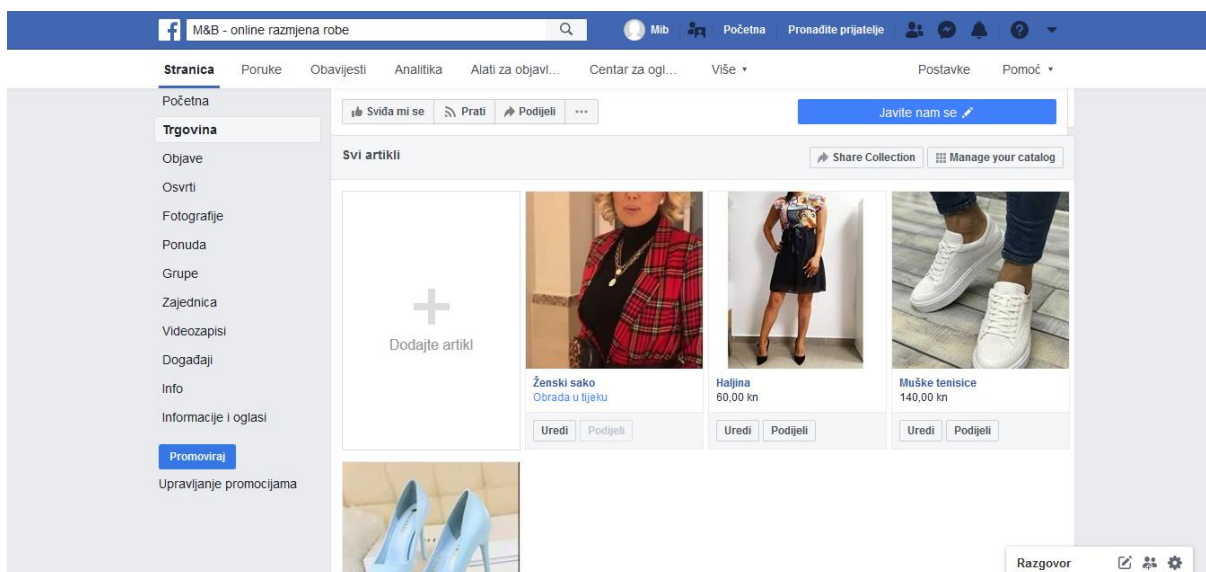 M&B - online razmjena robe
Mib
Početna
Pronađite prijatelje
Stranica
Poruke
Obavijesti
Analitika
Alati za objavl...
Centar za ogl...
Više
Postavke
Pomoć
Početna
Trgovina
Objave
Osvrti
Fotografije
Ponuda
Grupe
Zajednica
Videozapisi
Događaji
Info
Informacije i oglasi
Promoviraj
Upravljanje promocijama
Sviđa mi se
Prati
Podijeli
Javite nam se
Svi artikli
Share Collection
Manage your catalog
Dodajte artikl
Ženski sako
Obrada u tijeku
Uredi
Podijeli
Haljina
60,00 kn
Uredi
Podijeli
Muške tenisice
140,00 kn
Uredi
Podijeli
Razgovor